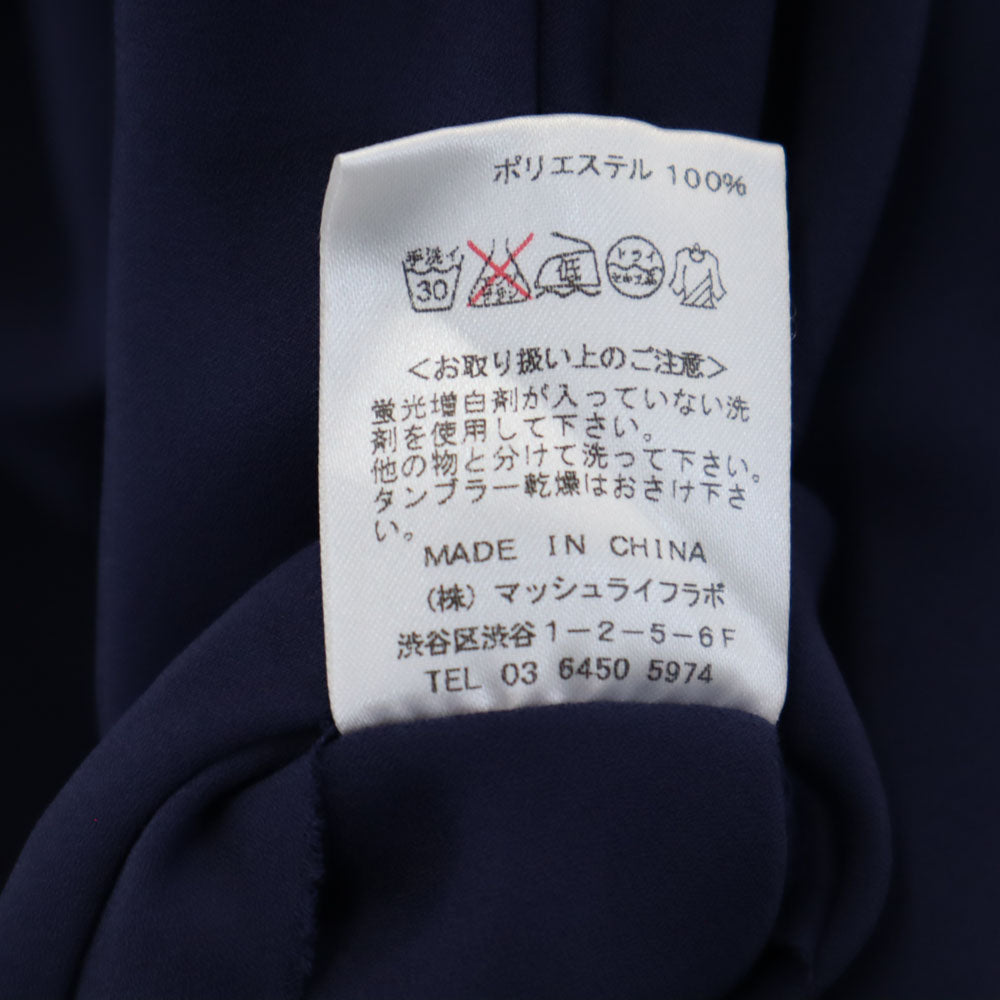 ポリエステル 100%
手洗イ
30
低
ドライ
<お取り扱い上のご注意>
蛍光増白剤が入っていない洗
剤を使用して下さい。
他の物と分けて洗って下さい。
タンブラー乾燥はおさけ下さ
い。
MADE IN CHINA
(株) マッシュライフラボ
渋谷区渋谷1-2-5-6F
TEL 03 6450 5974